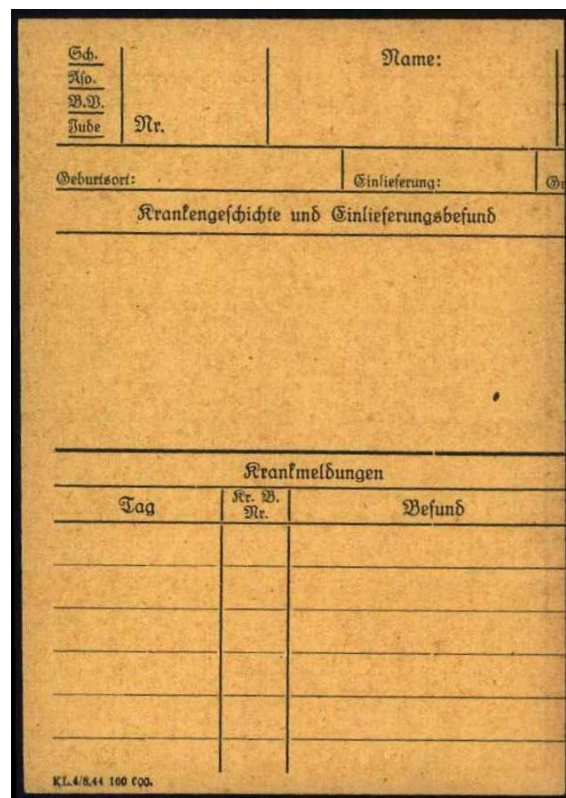 Sch.
Aso.
B.V.
Jude
Nr.
Name:
Geburtsort:
Einlieferung:
Krankengeschichte und Einlieferungsbefund
Krankmeldungen
Tag
Kr. B.
Nr.
Befund
KL.4/8.44 100 000.